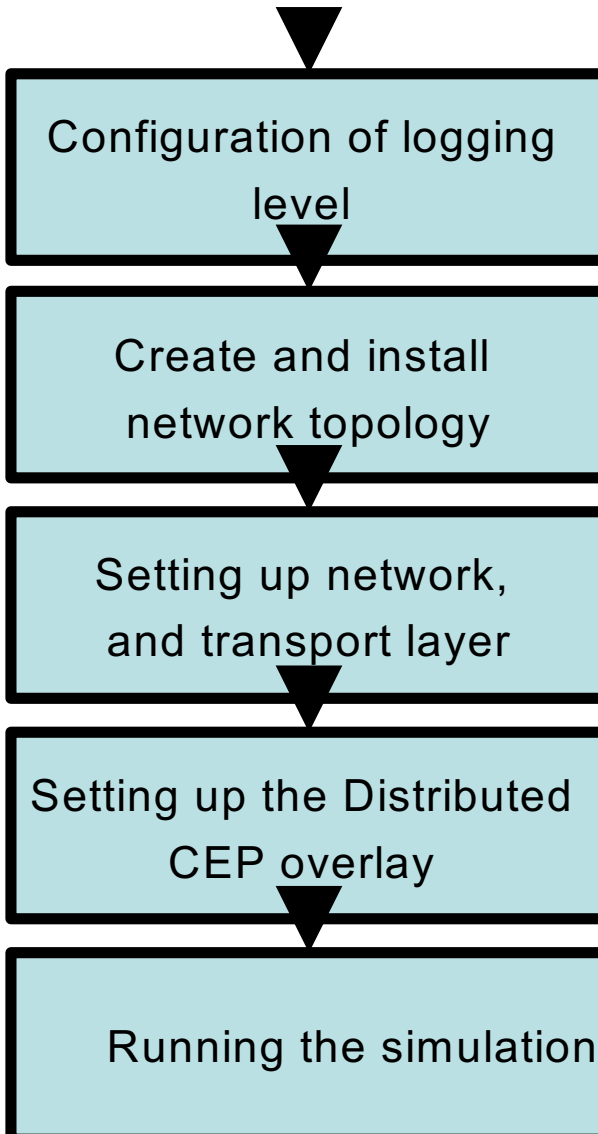 Configuration of logging
level
Create and install
network topology
Setting up network,
and transport layer
Setting up the Distributed
CEP overlay
Running the simulation